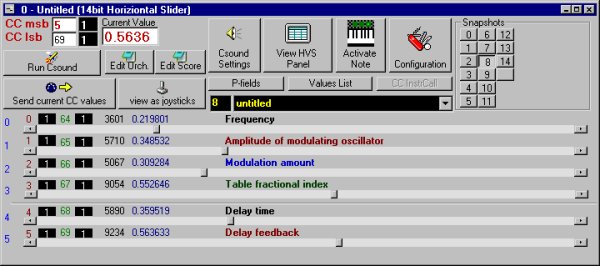 0 - Untitled (14bit Horiziontal Slider)
CC msb 5 1 Current Value
CC lsb 69 1 0.5636
Run Csound Edit Orch. Edit Score
Csound Settings
View HVS Panel
Activate Note
Configuration
Snapshots
0 6 12
1 7 13
2 8 14
3 9
4 10
5 11
Send current CC values view as joysticks
P-fields Values List CC Instr.Call
8 untitled
0 0 1 64 1 3601 0.219801 Frequency
1 1 1 65 1 5710 0.348532 Amplitude of modulating oscillator
2 2 1 66 1 5067 0.309284 Modulation amount
3 3 1 67 1 9054 0.552646 Table fractional index
4 4 1 68 1 5890 0.359519 Delay time
5 5 1 69 1 9234 0.563633 Delay feedback